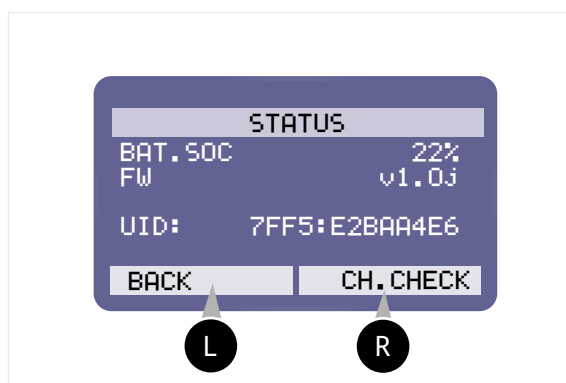 STATUS
BAT.SOC 22%
FW v1.0j
UID: 7FF5:E2BAA4E6
BACK CH.CHECK
L R